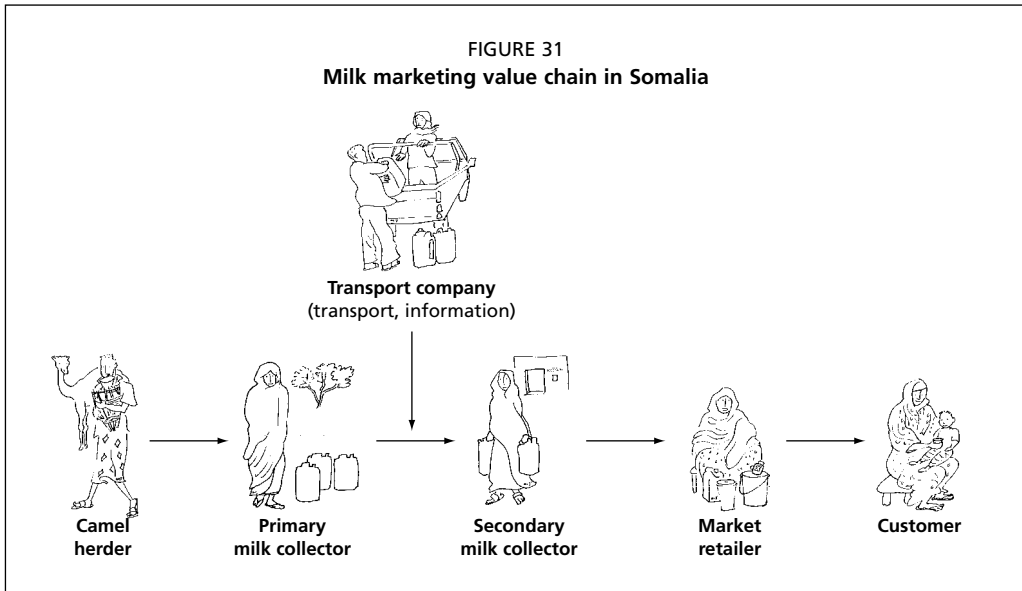 FIGURE 31
Milk marketing value chain in Somalia
Transport company
(transport, information)
Camel
herder
Primary
milk collector
Secondary
milk collector
Market
retailer
Customer